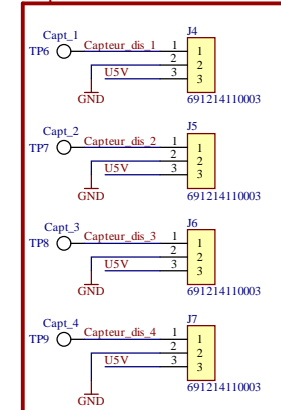 Capt_1 J4
TP6 Capteur_dis_1 1 1
2 2
U5V 3 3
GND 691214110003
Capt_2 J5
TP7 Capteur_dis_2 1 1
2 2
U5V 3 3
GND 691214110003
Capt_3 J6
TP8 Capteur_dis_3 1 1
2 2
U5V 3 3
GND 691214110003
Capt_4 J7
TP9 Capteur_dis_4 1 1
2 2
U5V 3 3
691214110003
GND